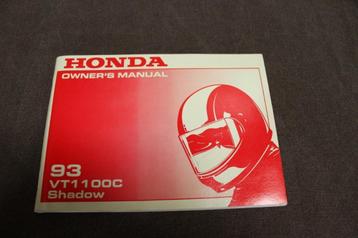 HONDA
OWNER'S MANUAL
93
VT1100C
Shadow